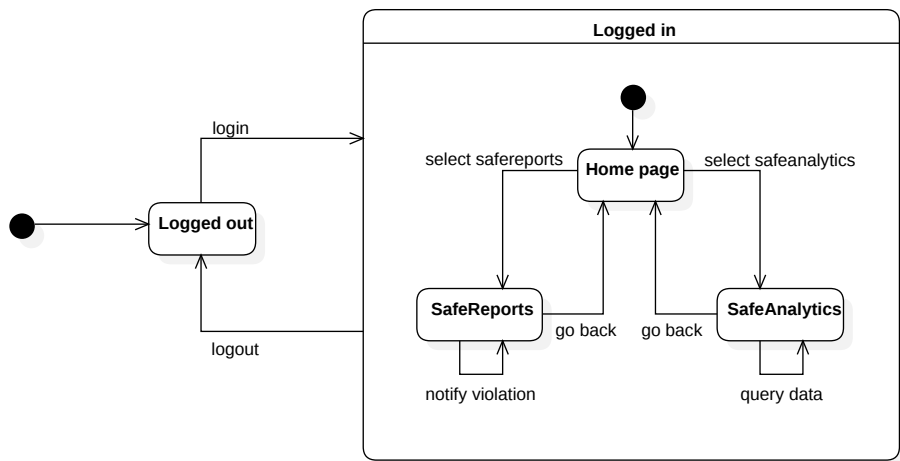 Logged in
login
select safereports
Home page
select safeanalytics
Logged out
SafeReports
SafeAnalytics
go back
go back
logout
notify violation
query data